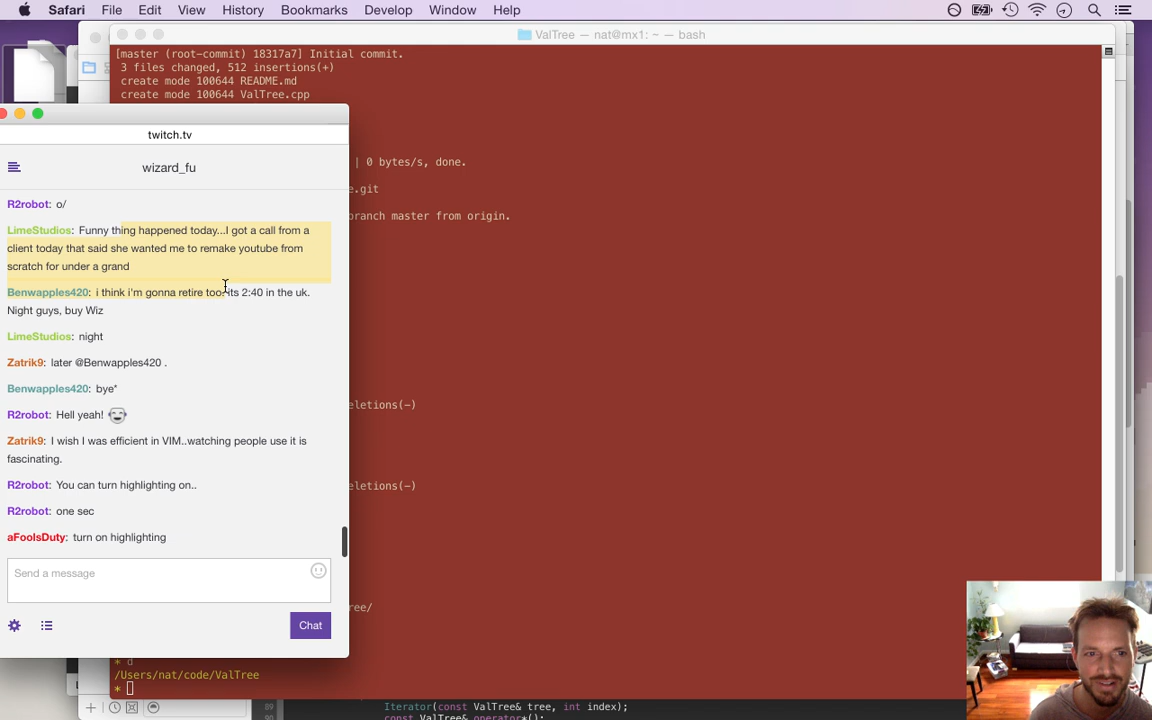 Safari File Edit View History Bookmarks Develop Window Help
ValTree — nat@mx1: ~ — bash
[master (root-commit) 18317a7] Initial commit.
3 files changed, 512 insertions(+)
create mode 100644 README.md
create mode 100644 ValTree.cpp
twitch.tv
| 0 bytes/s, done.
wizard_fu
e.git
R2robot: o/
branch master from origin.
LimeStudios: Funny thing happened today...I got a call from a
client today that said she wanted me to remake youtube from
scratch for under a grand
Benwapples420: i think i'm gonna retire too. its 2:40 in the uk.
Night guys, buy Wiz
LimeStudios: night
Zatrik9: later @Benwapples420 .
Benwapples420: bye*
eletions(-)
R2robot: Hell yeah!
Zatrik9: I wish I was efficient in VIM..watching people use it is
fascinating.
R2robot: You can turn highlighting on..
eletions(-)
R2robot: one sec
aFoolsDuty: turn on highlighting
Send a message
ree/
Chat
* d
/Users/nat/code/ValTree
*
89 Iterator(const ValTree& tree, int index);
90 const ValTree& operator*();